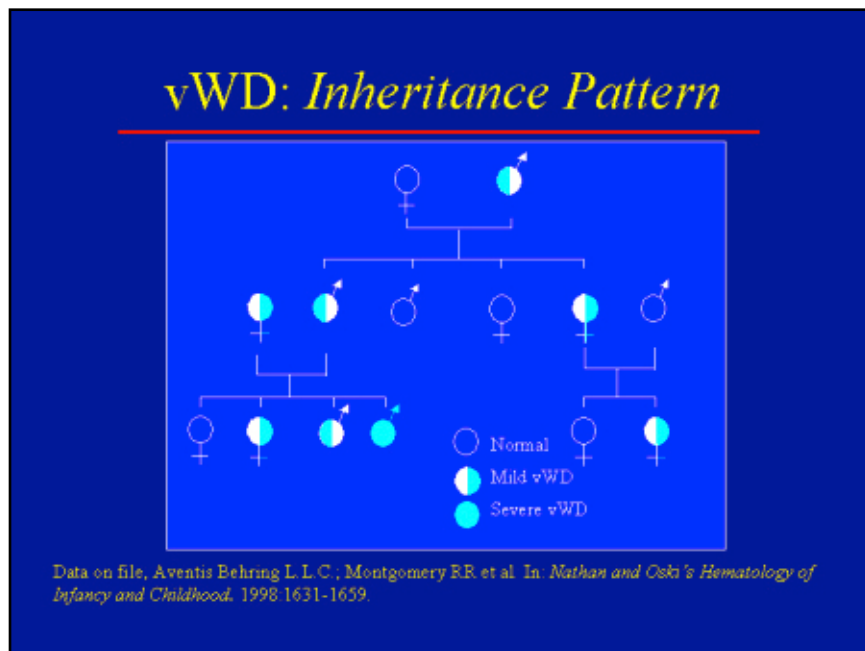 vWD: Inheritance Pattern
Normal
Mild vWD
Severe vWD
Data on file, Aventis Behring L.L.C.; Montgomery RR et al. In: Nathan and Oski's Hematology of
Infancy and Childhood. 1998:1631-1659.